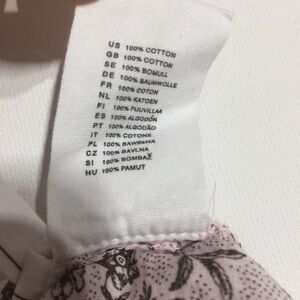 US 100% COTTON
GB 100% COTTON
SE 100% BOMULL
DE 100% BAUMWOLLE
FR 100% COTON
NL 100% KATOEN
FI 100% PUUVILLAA
ES 100% ALGODÓN
PT 100% ALGODÃO
IT 100% COTONE
PL 100% BAWEŁNA
CZ 100% BAVLNA
SI 100% BOMBAŽ
HU 100% PAMUT